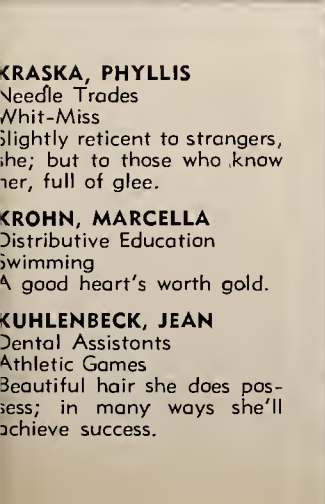 KRASKA, PHYLLIS
Needle Trades
Whit-Miss
Slightly reticent to strangers,
she; but to those who know
her, full of glee.
KROHN, MARCELLA
Distributive Education
Swimming
A good heart's worth gold.
KUHLENBECK, JEAN
Dental Assistants
Athletic Games
Beautiful hair she does pos-
sess; in many ways she'll
achieve success.